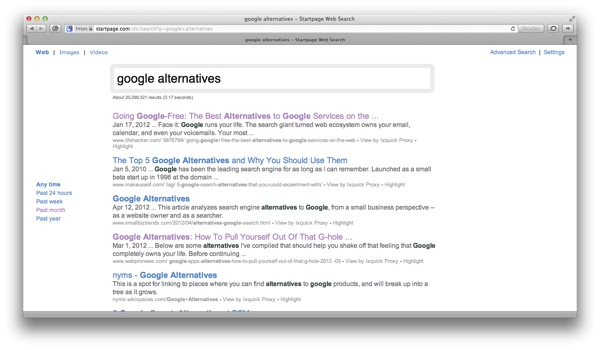 google alternatives – Startpage Web Search
https startpage.com/do/search?q=google+alternatives
Reader
google alternatives – Startpage Web Search
Web | Images | Videos
Advanced Search | Settings
google alternatives
About 20,298,321 results (0.17 seconds)
Going Google-Free: The Best Alternatives to Google Services on the ...
Jan 17, 2012 ... Face it: Google runs your life. The search giant turned web ecosystem owns your email,
calendar, and even your voicemails. Your most ...
www.lifehacker.com/ 5876794/ going-google+free-the-best-alternatives-to-google-services-on-the-web • View by Ixquick Proxy •
Highlight
The Top 5 Google Alternatives and Why You Should Use Them
Jan 5, 2010 ... Google has been the leading search engine for as long as I can remember. Launched as a small
beta start up in 1996 at the domain ...
www.makeuseof.com/ tag/ 5-google-search-alternatives-that-you-could-experiment-with/ • View by Ixquick Proxy • Highlight
Google Alternatives
Apr 12, 2012 ... This article analyzes search engine alternatives to Google, from a small business perspective –
as a website owner and as a searcher.
www.smallbiztrends.com/2012/04/alternatives-google-search.html • View by Ixquick Proxy • Highlight
Google Alternatives: How To Pull Yourself Out Of That G-hole ...
Mar 1, 2012 ... Below are some alternatives I've compiled that should help you shake off that feeling that Google
completely owns your life. Before continuing ...
www.webpronews.com/ google-apps-alternatives-how-to-pull-yourself-out-of-that-g-hole-2012 -03 • View by Ixquick Proxy •
Highlight
nyms - Google Alternatives
This is a spot for linking to places where you can find alternatives to google products, and will break up into
a tree as it grows.
nyms.wikispaces.com/Google+Alternatives • View by Ixquick Proxy • Highlight
Any time
Past 24 hours
Past week
Past month
Past year